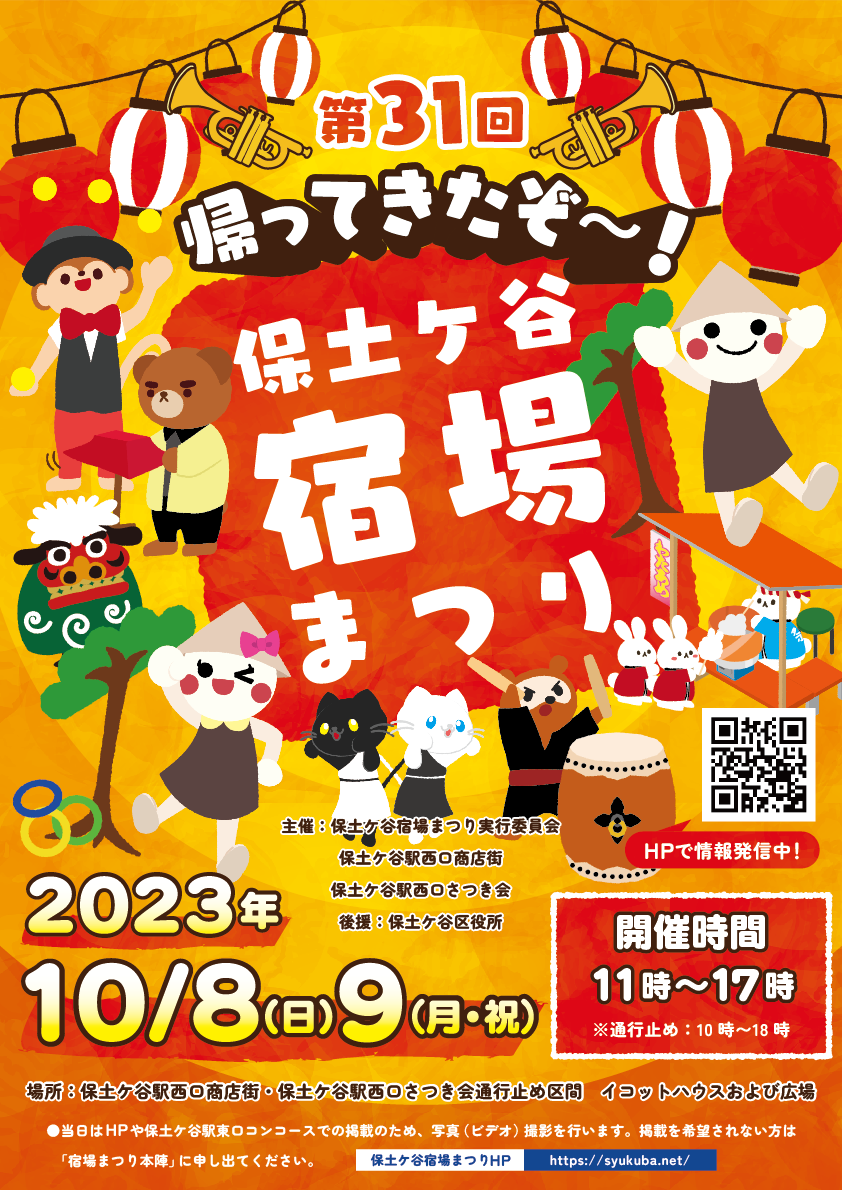 第31回
帰ってきたぞ～!
保土ケ谷
宿場
まつり
主催：保土ケ谷宿場まつり実行委員会
保土ケ谷駅西口商店街
保土ケ谷駅西口さつき会
後援：保土ケ谷区役所
HPで情報発信中!
2023年
10/8(日)9(月・祝)
開催時間
11時～17時
※通行止め：10時～18時
場所：保土ケ谷駅西口商店街・保土ケ谷駅西口さつき会通行止め区間　イコットハウスおよび広場
●当日はHPや保土ケ谷駅東口コンコースでの掲載のため、写真（ビデオ）撮影を行います。掲載を希望されない方は
「宿場まつり本陣」に申し出てください。
保土ケ谷宿場まつりHP　https://syukuba.net/